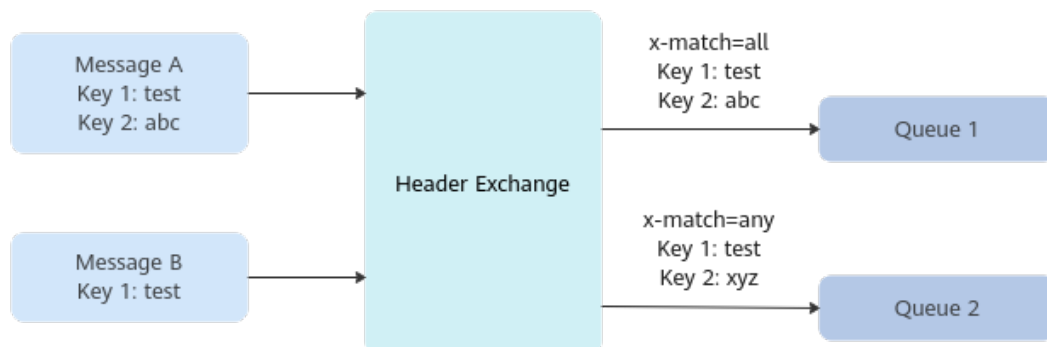 Message A
Key 1: test
Key 2: abc
Message B
Key 1: test
Header Exchange
x-match=all
Key 1: test
Key 2: abc
Queue 1
x-match=any
Key 1: test
Key 2: xyz
Queue 2